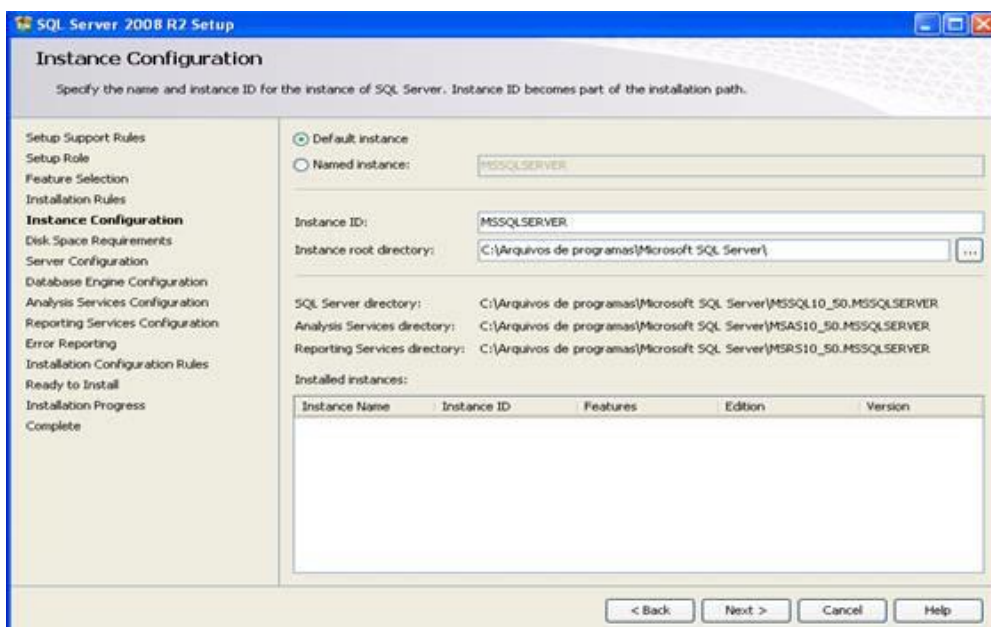 SQL Server 2008 R2 Setup
Instance Configuration
Specify the name and instance ID for the instance of SQL Server. Instance ID becomes part of the installation path.
Setup Support Rules
Setup Role
Feature Selection
Installation Rules
Instance Configuration
Disk Space Requirements
Server Configuration
Database Engine Configuration
Analysis Services Configuration
Reporting Services Configuration
Error Reporting
Installation Configuration Rules
Ready to Install
Installation Progress
Complete
Default instance
Named instance: MSSQLSERVER
Instance ID: MSSQLSERVER
Instance root directory: C:\Arquivos de programas\Microsoft SQL Server\ ...
SQL Server directory: C:\Arquivos de programas\Microsoft SQL Server\MSSQL10_50.MSSQLSERVER
Analysis Services directory: C:\Arquivos de programas\Microsoft SQL Server\MSAS10_50.MSSQLSERVER
Reporting Services directory: C:\Arquivos de programas\Microsoft SQL Server\MSRS10_50.MSSQLSERVER
Installed instances:
Instance Name Instance ID Features Edition Version
< Back Next > Cancel Help